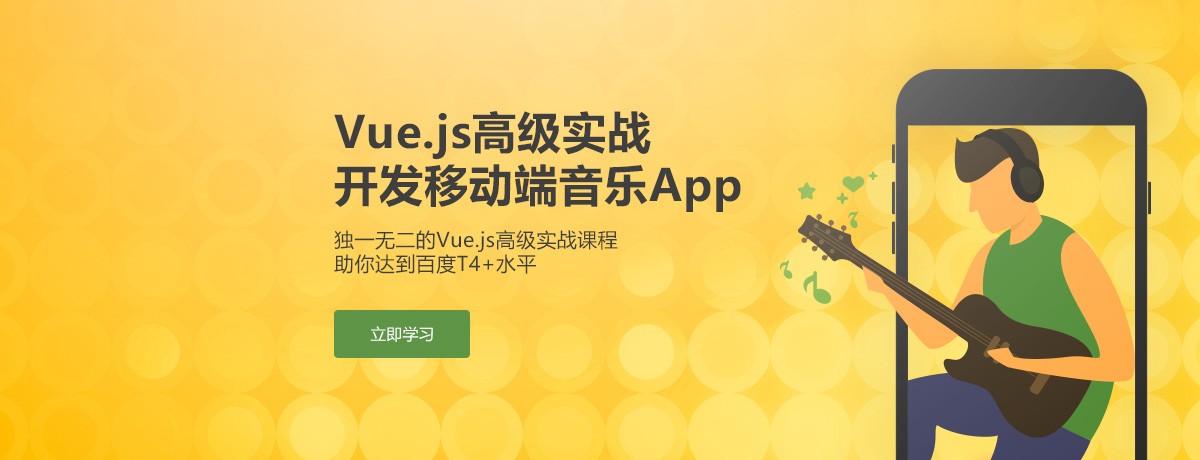 Vue.js高级实战
开发移动端音乐App
独一无二的Vue.js高级实战课程
助你达到百度T4+水平
立即学习